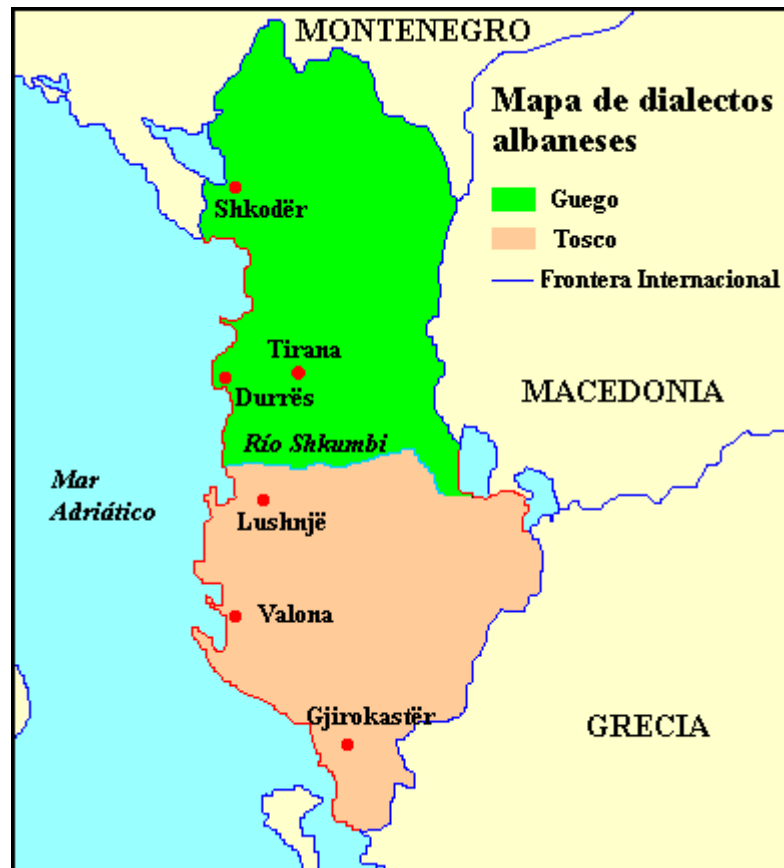 MONTENEGRO
Mapa de dialectos
albaneses
Guego
Tosco
Frontera Internacional
Shkodër
Tirana
Durrës
MACEDONIA
Río Shkumbi
Mar
Adriático
Lushnjë
Valona
Gjirokastër
GRECIA